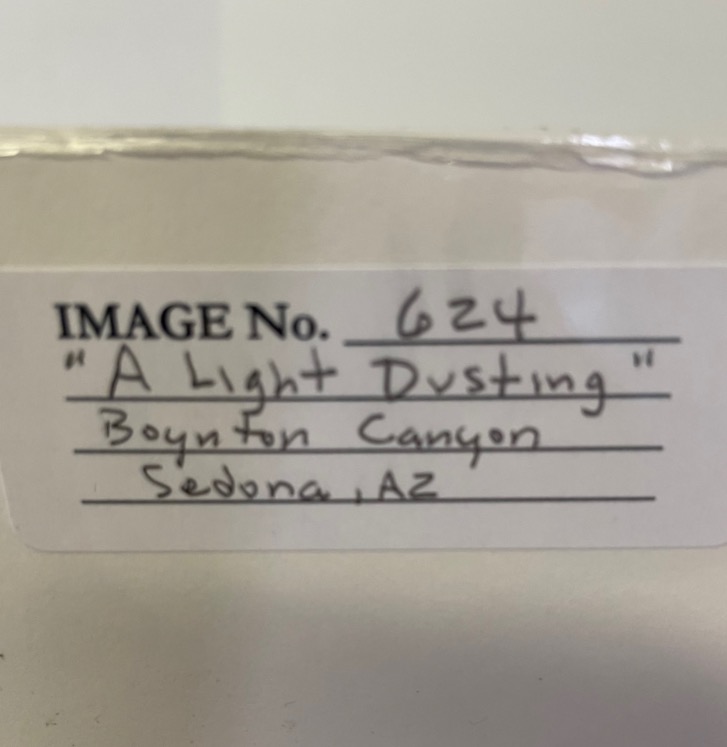 IMAGE No. 624
"A Light Dusting"
Boynton Canyon
Sedona, AZ